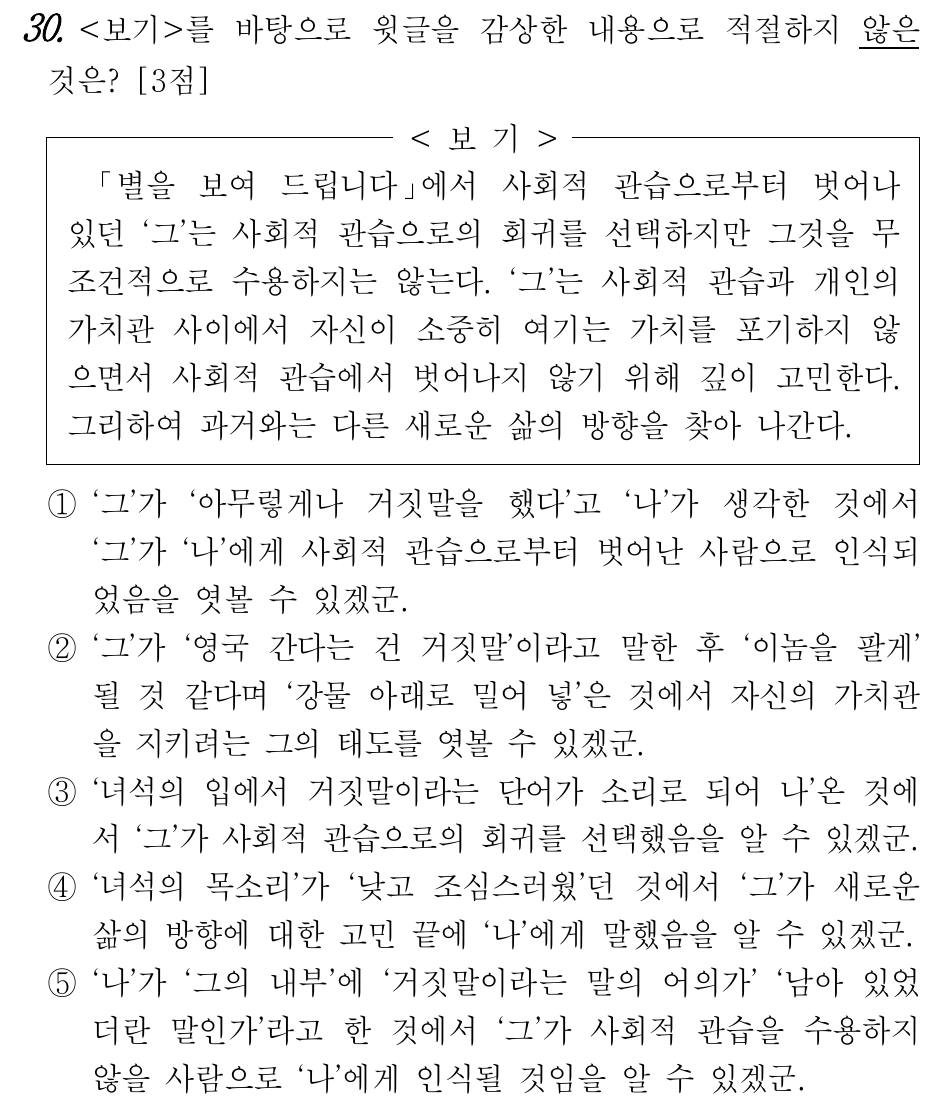 30. <보기>를 바탕으로 윗글을 감상한 내용으로 적절하지 않은
것은? [3점]
< 보 기 >
「별을 보여 드립니다」에서 사회적 관습으로부터 벗어나
있던 ‘그’는 사회적 관습으로의 회귀를 선택하지만 그것을 무
조건적으로 수용하지는 않는다. ‘그’는 사회적 관습과 개인의
가치관 사이에서 자신이 소중히 여기는 가치를 포기하지 않
으면서 사회적 관습에서 벗어나지 않기 위해 깊이 고민한다.
그리하여 과거와는 다른 새로운 삶의 방향을 찾아 나간다.
① ‘그’가 ‘아무렇게나 거짓말을 했다’고 ‘나’가 생각한 것에서
‘그’가 ‘나’에게 사회적 관습으로부터 벗어난 사람으로 인식되
었음을 엿볼 수 있겠군.
② ‘그’가 ‘영국 간다는 건 거짓말’이라고 말한 후 ‘이놈을 팔게’
될 것 같다며 ‘강물 아래로 밀어 넣’은 것에서 자신의 가치관
을 지키려는 그의 태도를 엿볼 수 있겠군.
③ ‘녀석의 입에서 거짓말이라는 단어가 소리로 되어 나’온 것에
서 ‘그’가 사회적 관습으로의 회귀를 선택했음을 알 수 있겠군.
④ ‘녀석의 목소리’가 ‘낮고 조심스러웠’던 것에서 ‘그’가 새로운
삶의 방향에 대한 고민 끝에 ‘나’에게 말했음을 알 수 있겠군.
⑤ ‘나’가 ‘그의 내부’에 ‘거짓말이라는 말의 어의가’ ‘남아 있었
더란 말인가’라고 한 것에서 ‘그’가 사회적 관습을 수용하지
않을 사람으로 ‘나’에게 인식될 것임을 알 수 있겠군.